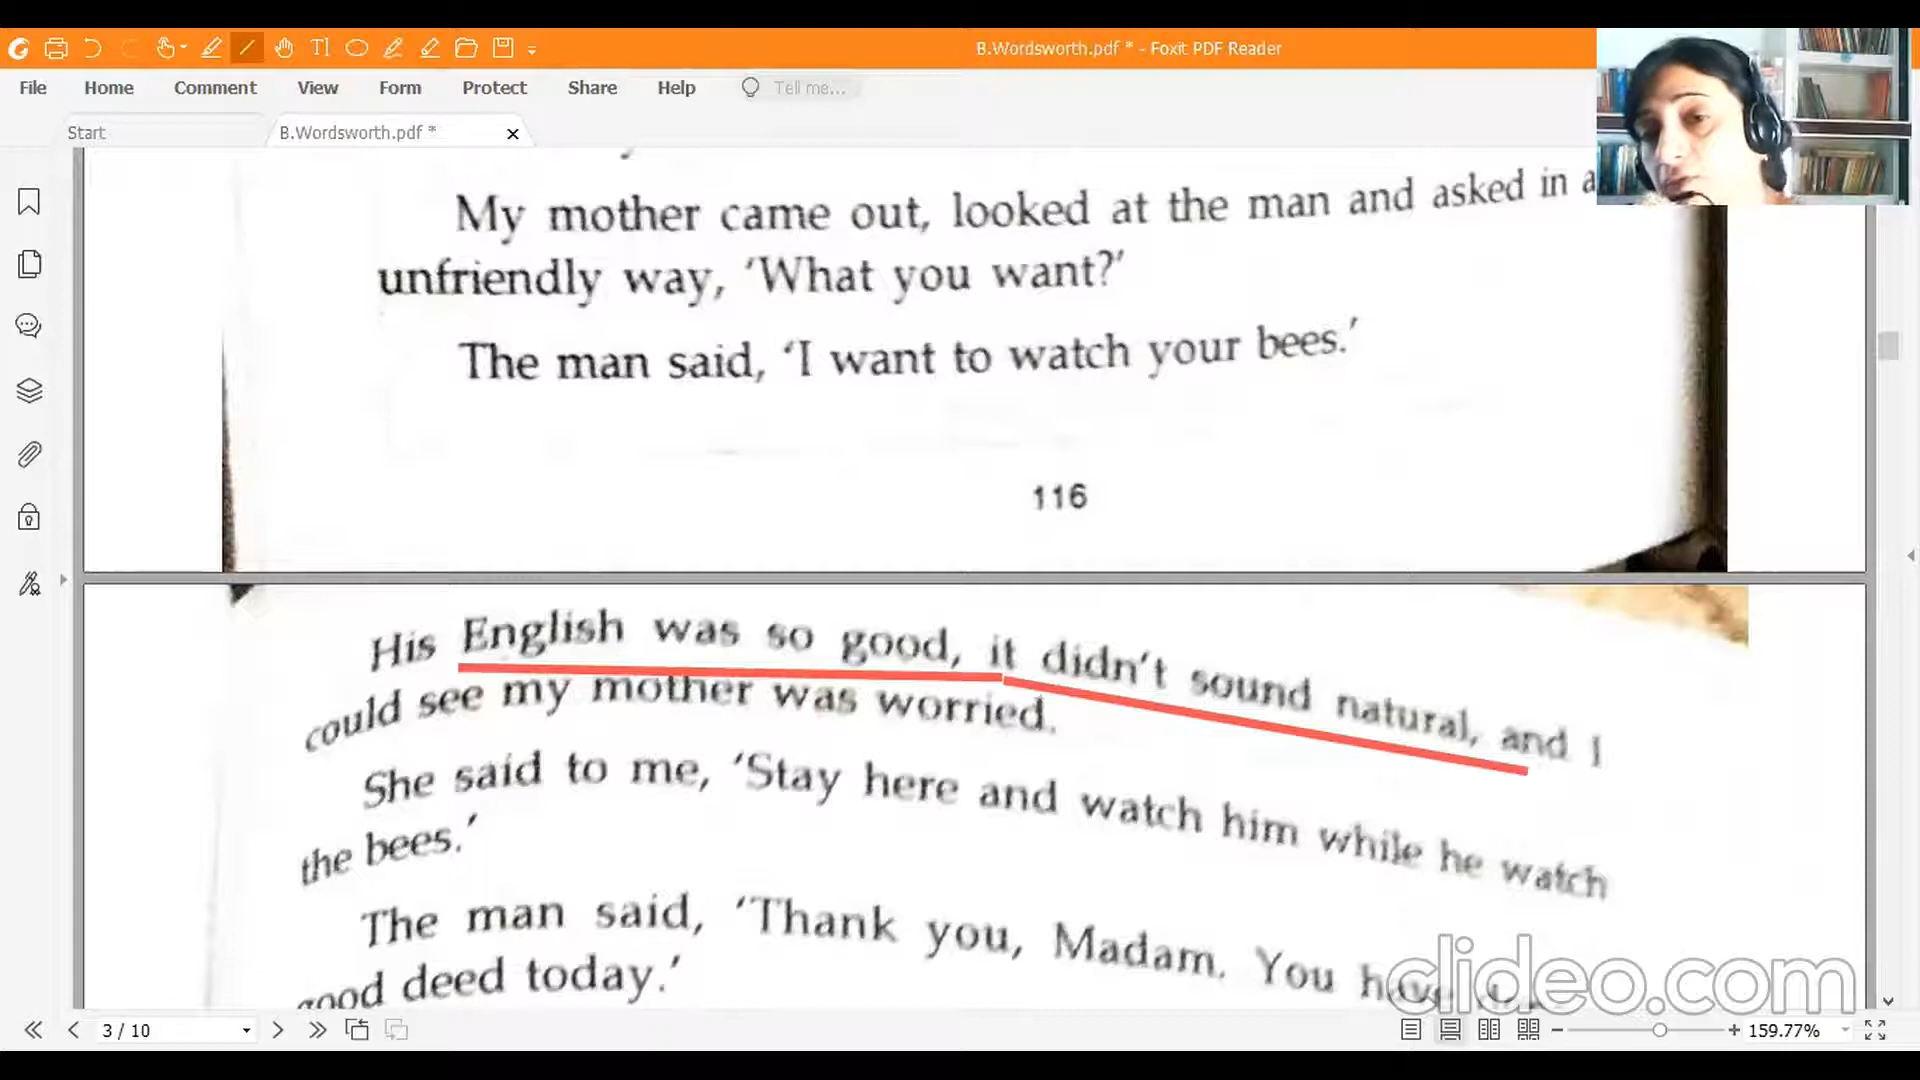 B.Wordsworth.pdf * - Foxit PDF Reader
File Home Comment View Form Protect Share Help Tell me...
Start B.Wordsworth.pdf *
My mother came out, looked at the man and asked in a
unfriendly way, 'What you want?'
The man said, 'I want to watch your bees.'
116
His English was so good, it didn't sound natural, and I
could see my mother was worried.
She said to me, 'Stay here and watch him while he watch
the bees.'
The man said, 'Thank you, Madam. You have
good deed today.'
clideo.com
3 / 10
159.77%